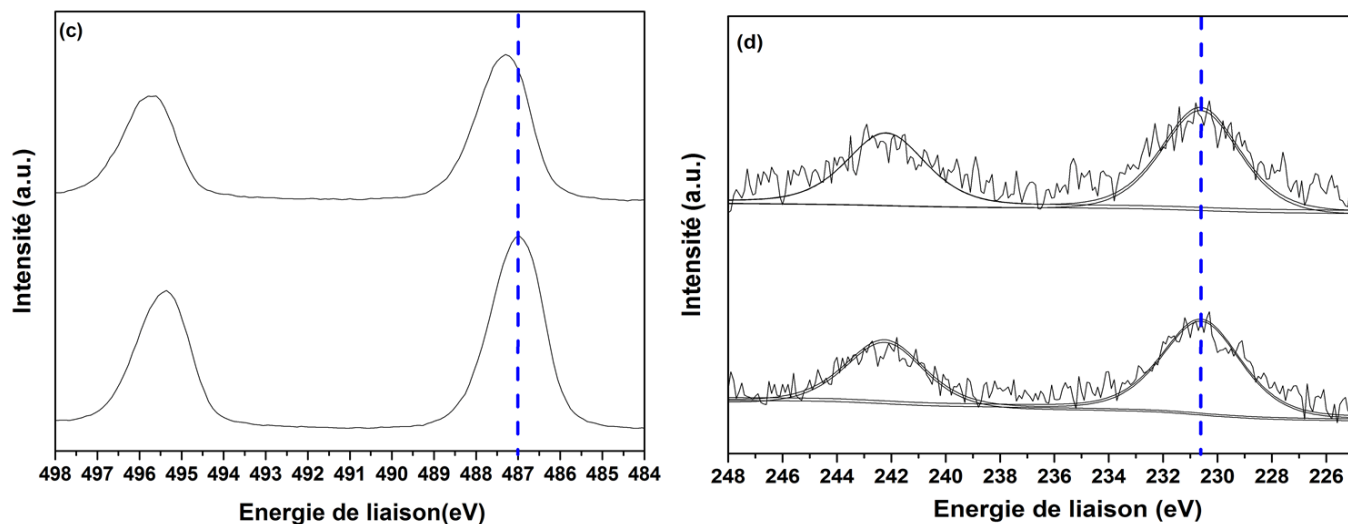 (c)
Intensité (a.u.)
498 497 496 495 494 493 492 491 490 489 488 487 486 485 484
Energie de liaison(eV)
(d)
Intensité (a.u.)
248 246 244 242 240 238 236 234 232 230 228 226
Energie de liaison (eV)